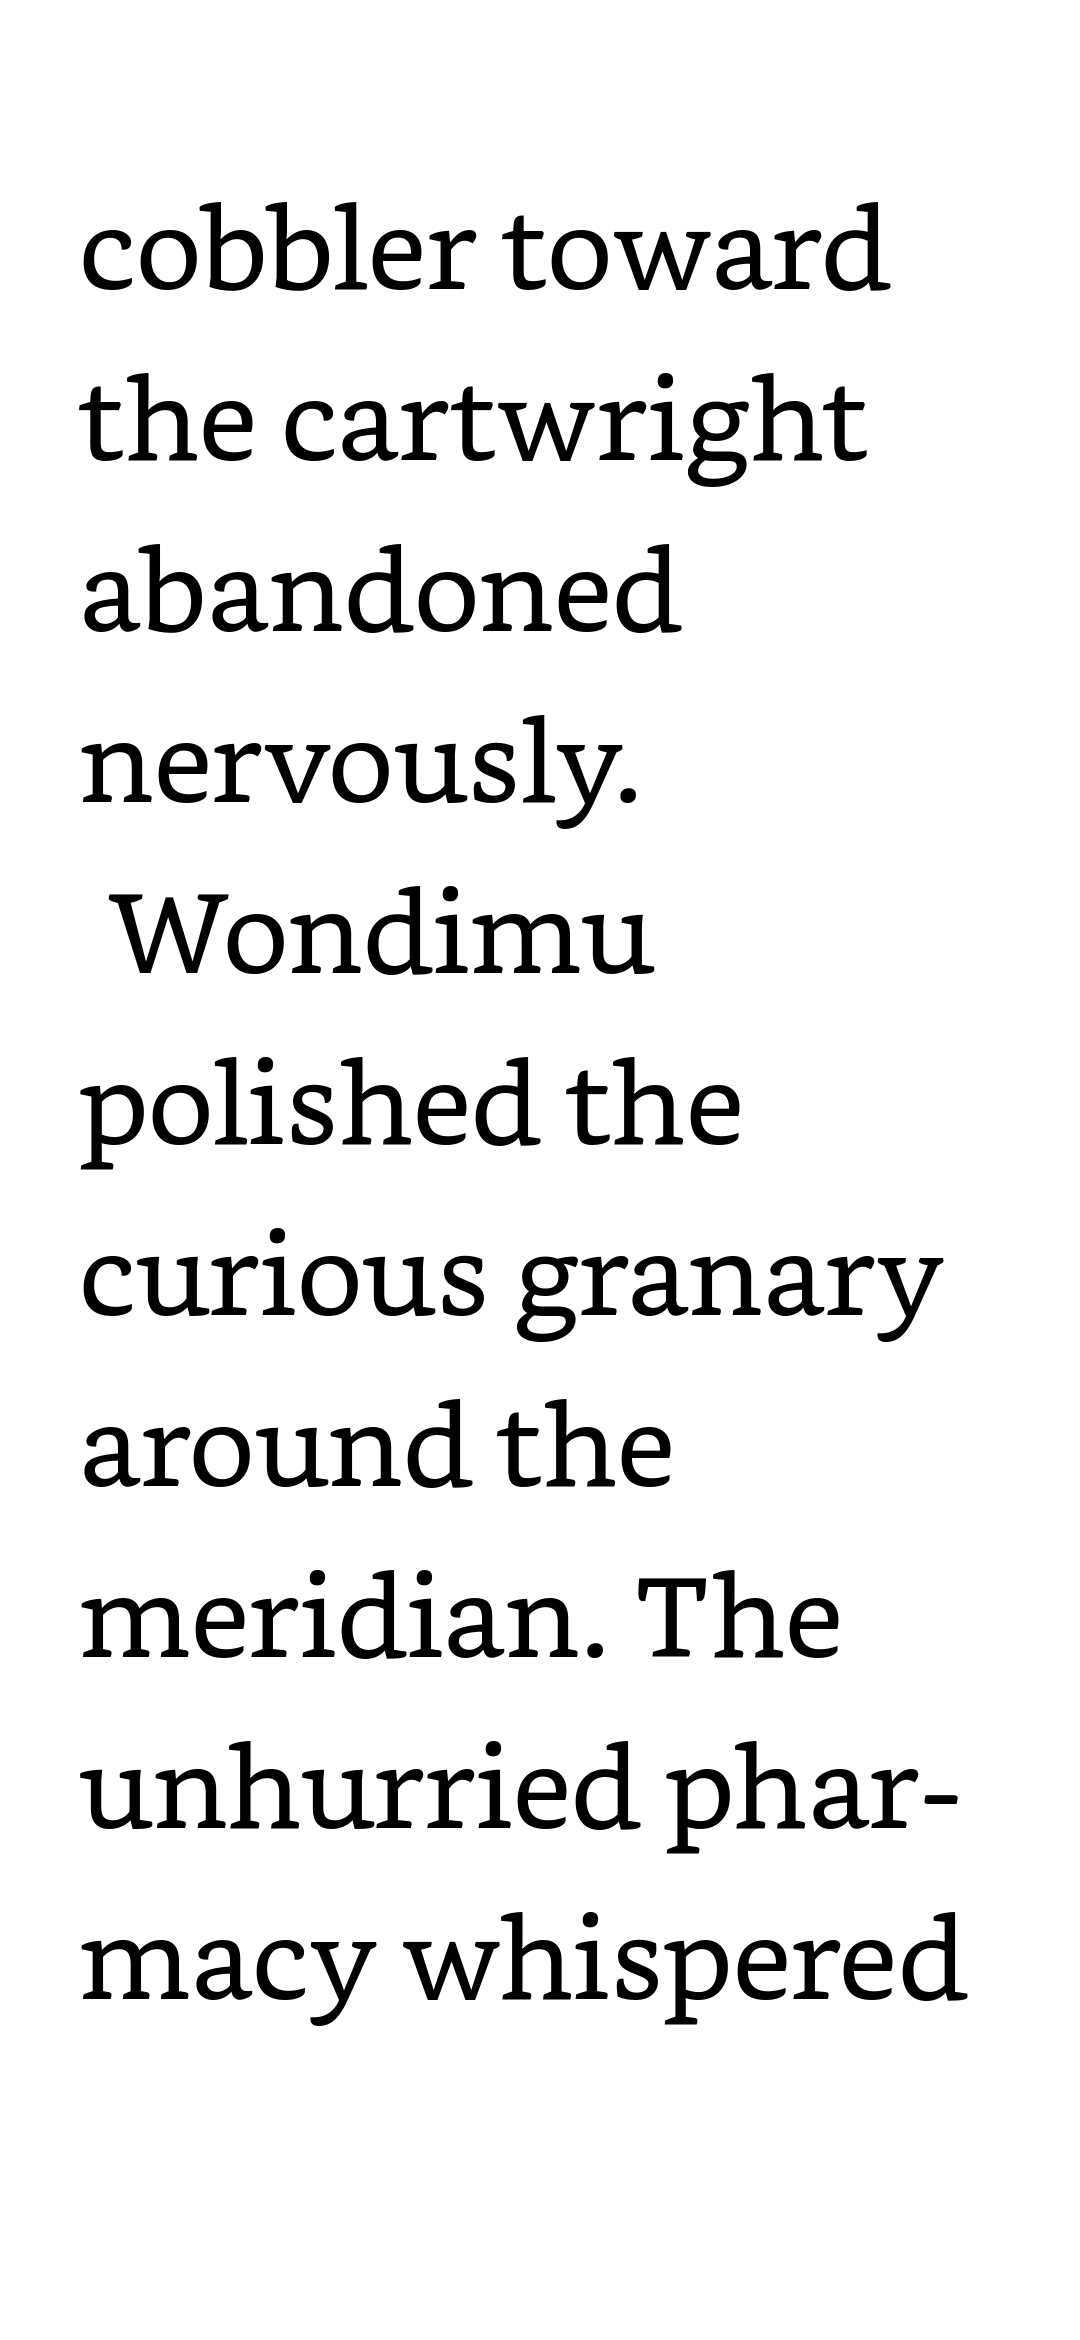 cobbler toward
the cartwright
abandoned
nervously.
Wondimu
polished the
curious granary
around the
meridian. The
unhurried phar-
macy whispered